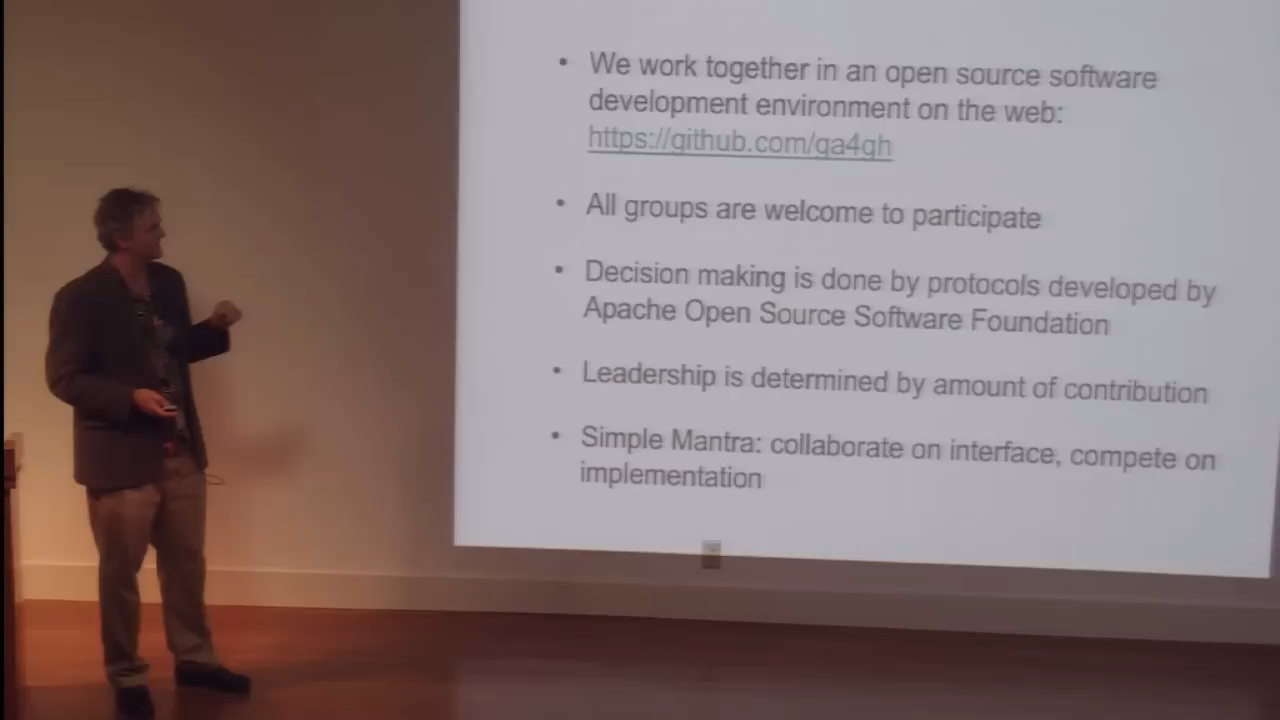 • We work together in an open source software
development environment on the web:
https://github.com/ga4gh
• All groups are welcome to participate
• Decision making is done by protocols developed by
Apache Open Source Software Foundation
• Leadership is determined by amount of contribution
• Simple Mantra: collaborate on interface, compete on
implementation